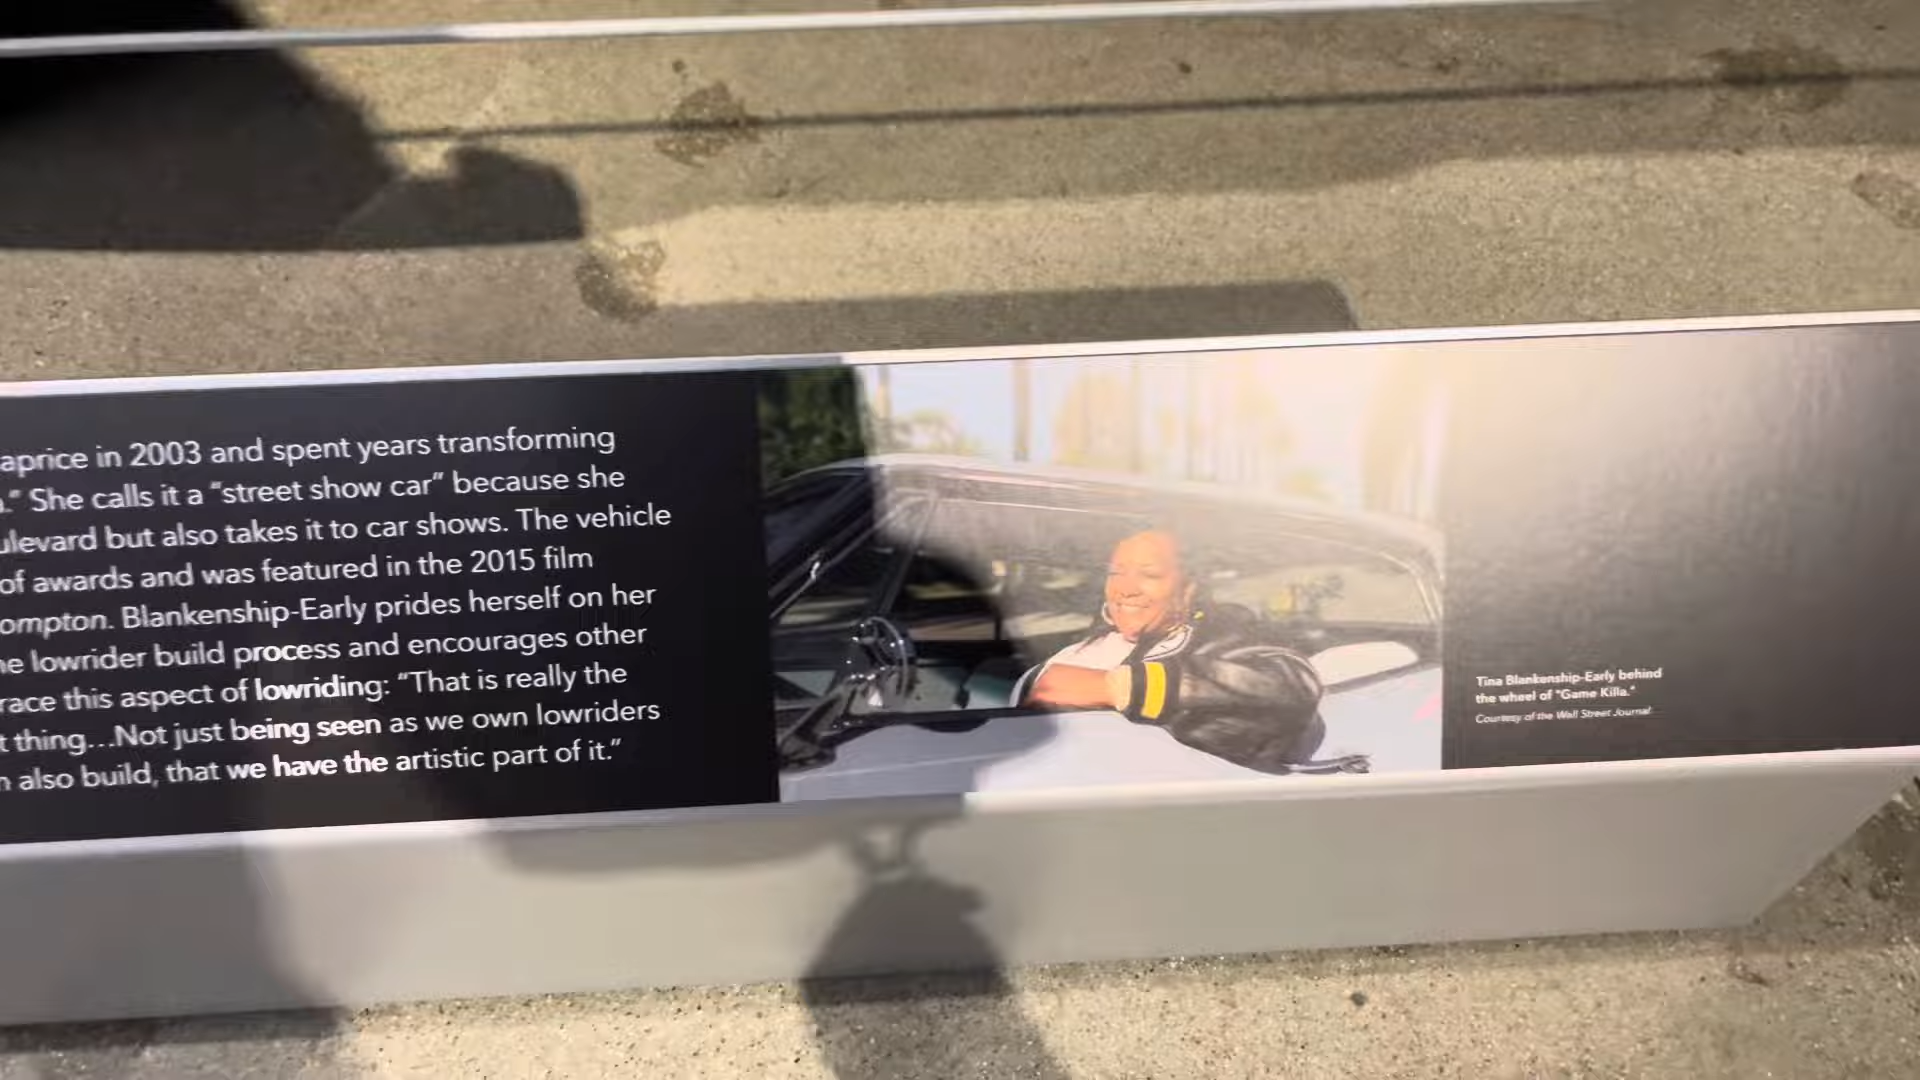 aprice in 2003 and spent years transforming
." She calls it a "street show car" because she
ulevard but also takes it to car shows. The vehicle
of awards and was featured in the 2015 film
ompton. Blankenship-Early prides herself on her
he lowrider build process and encourages other
race this aspect of lowriding: "That is really the
t thing...Not just being seen as we own lowriders
n also build, that we have the artistic part of it."
Tina Blankenship-Early behind
the wheel of "Game Killa."
Courtesy of the Wall Street Journal